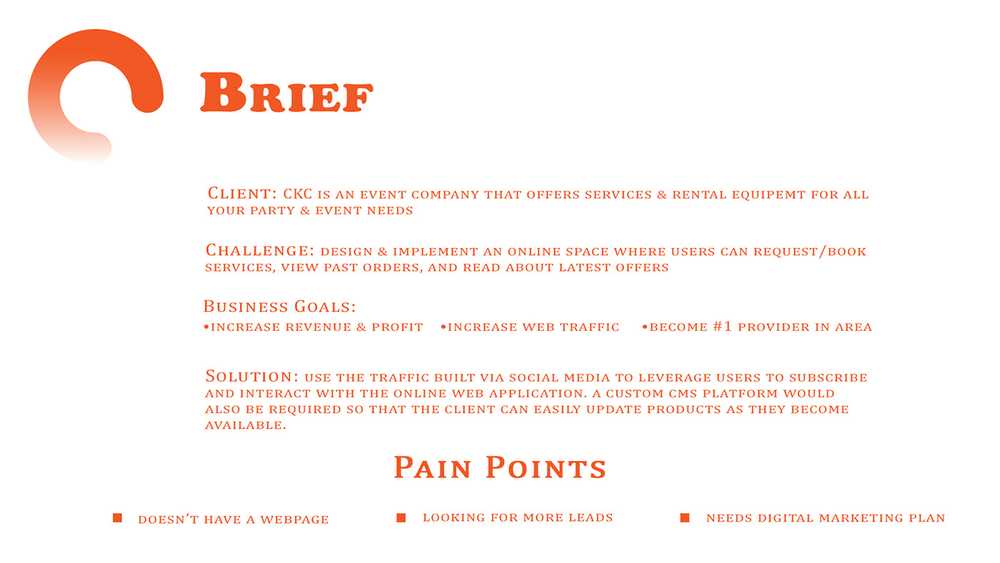 Brief
Client: CKC is an event company that offers services & rental equipemt for all
your party & event needs
Challenge: design & implement an online space where users can request/book
services, view past orders, and read about latest offers
Business Goals:
•increase revenue & profit •increase web traffic •become #1 provider in area
Solution: use the traffic built via social media to leverage users to subscribe
and interact with the online web application. a custom cms platform would
also be required so that the client can easily update products as they become
available.
Pain Points
■ doesn't have a webpage ■ looking for more leads ■ needs digital marketing plan